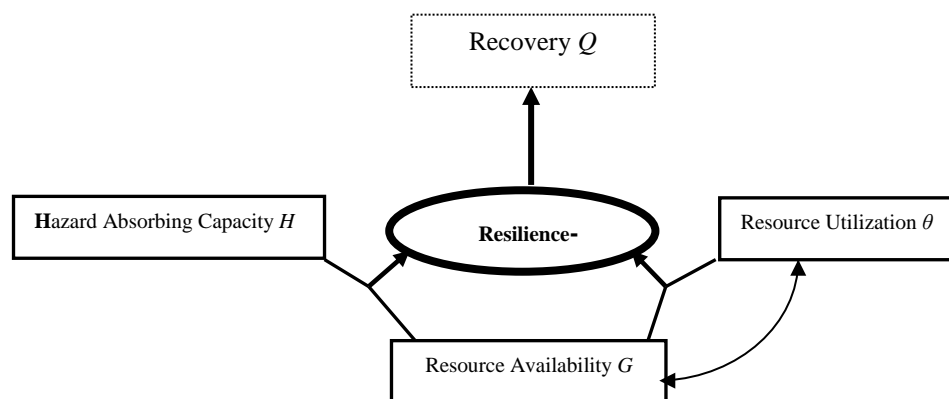 Recovery Q
Hazard Absorbing Capacity H
Resilience-
Resource Utilization θ
Resource Availability G